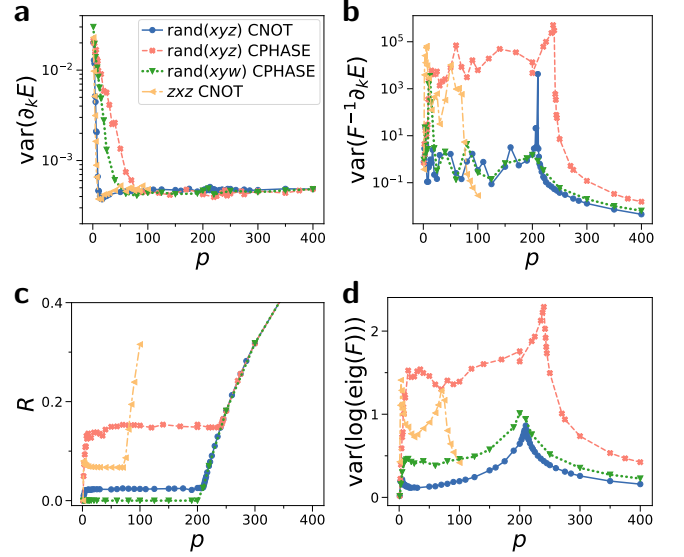 a
var(∂ₖE)
10⁻²
10⁻³
rand(xyz) CNOT
rand(xyz) CPHASE
rand(xyw) CPHASE
zxz CNOT
0 100 200 300 400
p
b
var(F⁻¹∂ₖE)
10⁵
10³
10¹
10⁻¹
0 100 200 300 400
p
c
R
0.4
0.2
0.0
0 100 200 300 400
p
d
var(log(eig(F)))
2
1
0
0 100 200 300 400
p